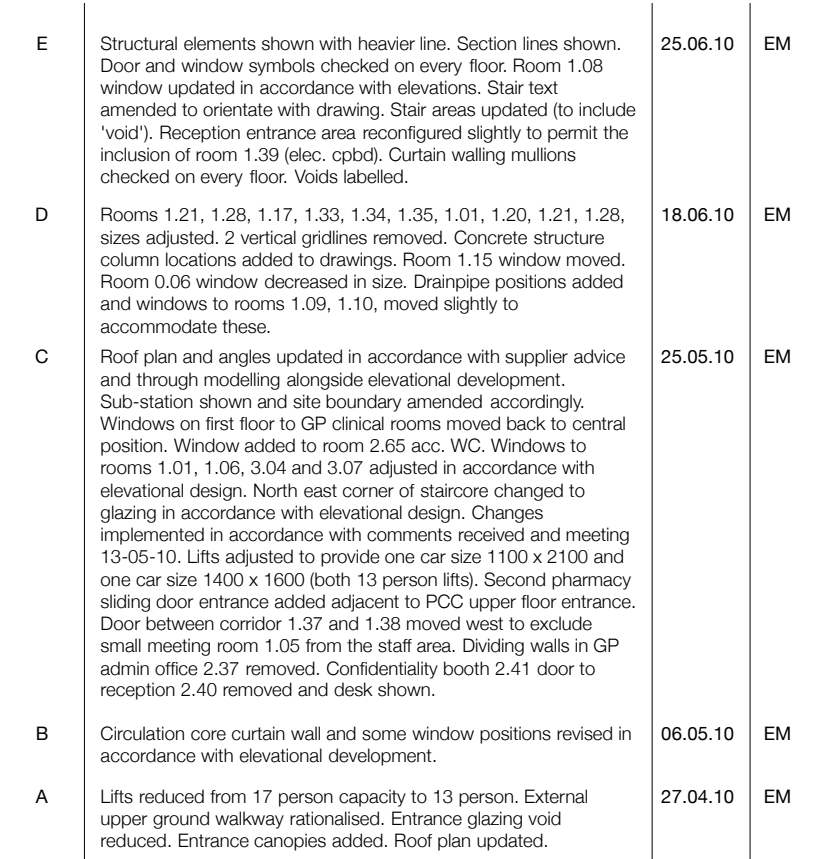 E Structural elements shown with heavier line. Section lines shown. 25.06.10 EM
Door and window symbols checked on every floor. Room 1.08
window updated in accordance with elevations. Stair text
amended to orientate with drawing. Stair areas updated (to include
'void'). Reception entrance area reconfigured slightly to permit the
inclusion of room 1.39 (elec. cpbd). Curtain walling mullions
checked on every floor. Voids labelled.
D Rooms 1.21, 1.28, 1.17, 1.33, 1.34, 1.35, 1.01, 1.20, 1.21, 1.28, 18.06.10 EM
sizes adjusted. 2 vertical gridlines removed. Concrete structure
column locations added to drawings. Room 1.15 window moved.
Room 0.06 window decreased in size. Drainpipe positions added
and windows to rooms 1.09, 1.10, moved slightly to
accommodate these.
C Roof plan and angles updated in accordance with supplier advice 25.05.10 EM
and through modelling alongside elevational development.
Sub-station shown and site boundary amended accordingly.
Windows on first floor to GP clinical rooms moved back to central
position. Window added to room 2.65 acc. WC. Windows to
rooms 1.01, 1.06, 3.04 and 3.07 adjusted in accordance with
elevational design. North east corner of staircore changed to
glazing in accordance with elevational design. Changes
implemented in accordance with comments received and meeting
13-05-10. Lifts adjusted to provide one car size 1100 x 2100 and
one car size 1400 x 1600 (both 13 person lifts). Second pharmacy
sliding door entrance added adjacent to PCC upper floor entrance.
Door between corridor 1.37 and 1.38 moved west to exclude
small meeting room 1.05 from the staff area. Dividing walls in GP
admin office 2.37 removed. Confidentiality booth 2.41 door to
reception 2.40 removed and desk shown.
B Circulation core curtain wall and some window positions revised in 06.05.10 EM
accordance with elevational development.
A Lifts reduced from 17 person capacity to 13 person. External 27.04.10 EM
upper ground walkway rationalised. Entrance glazing void
reduced. Entrance canopies added. Roof plan updated.